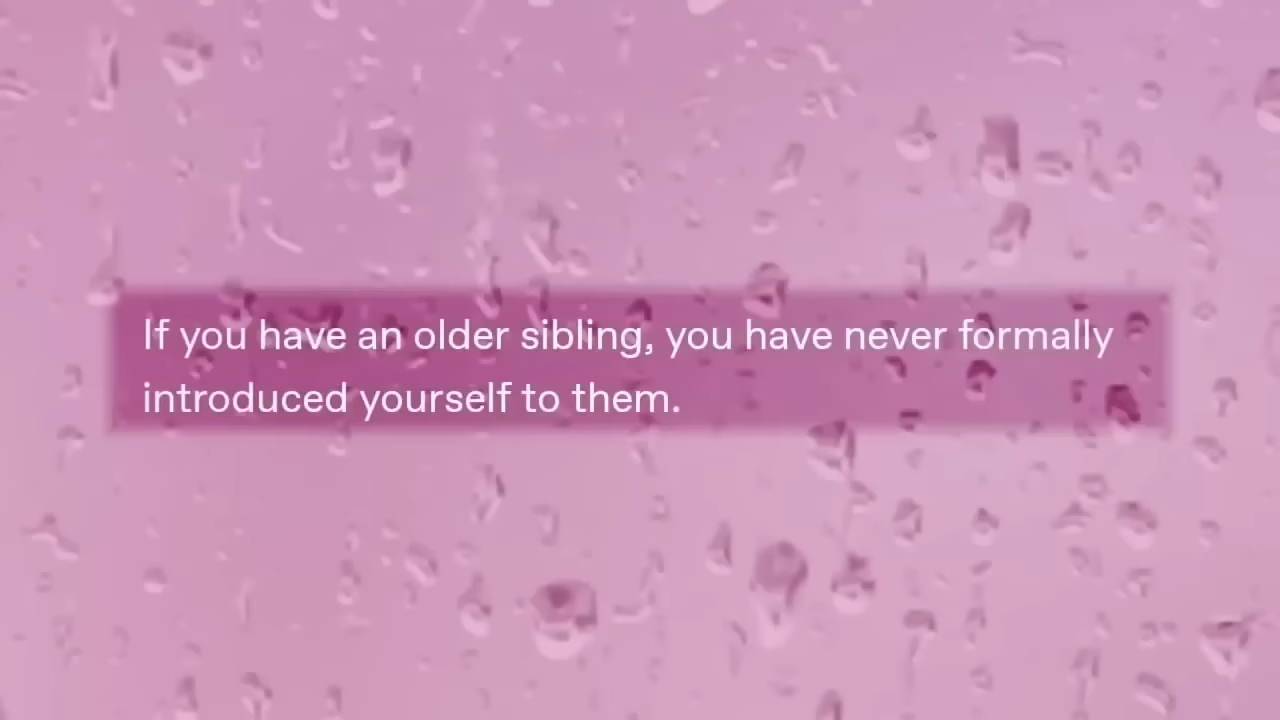 If you have an older sibling, you have never formally
introduced yourself to them.